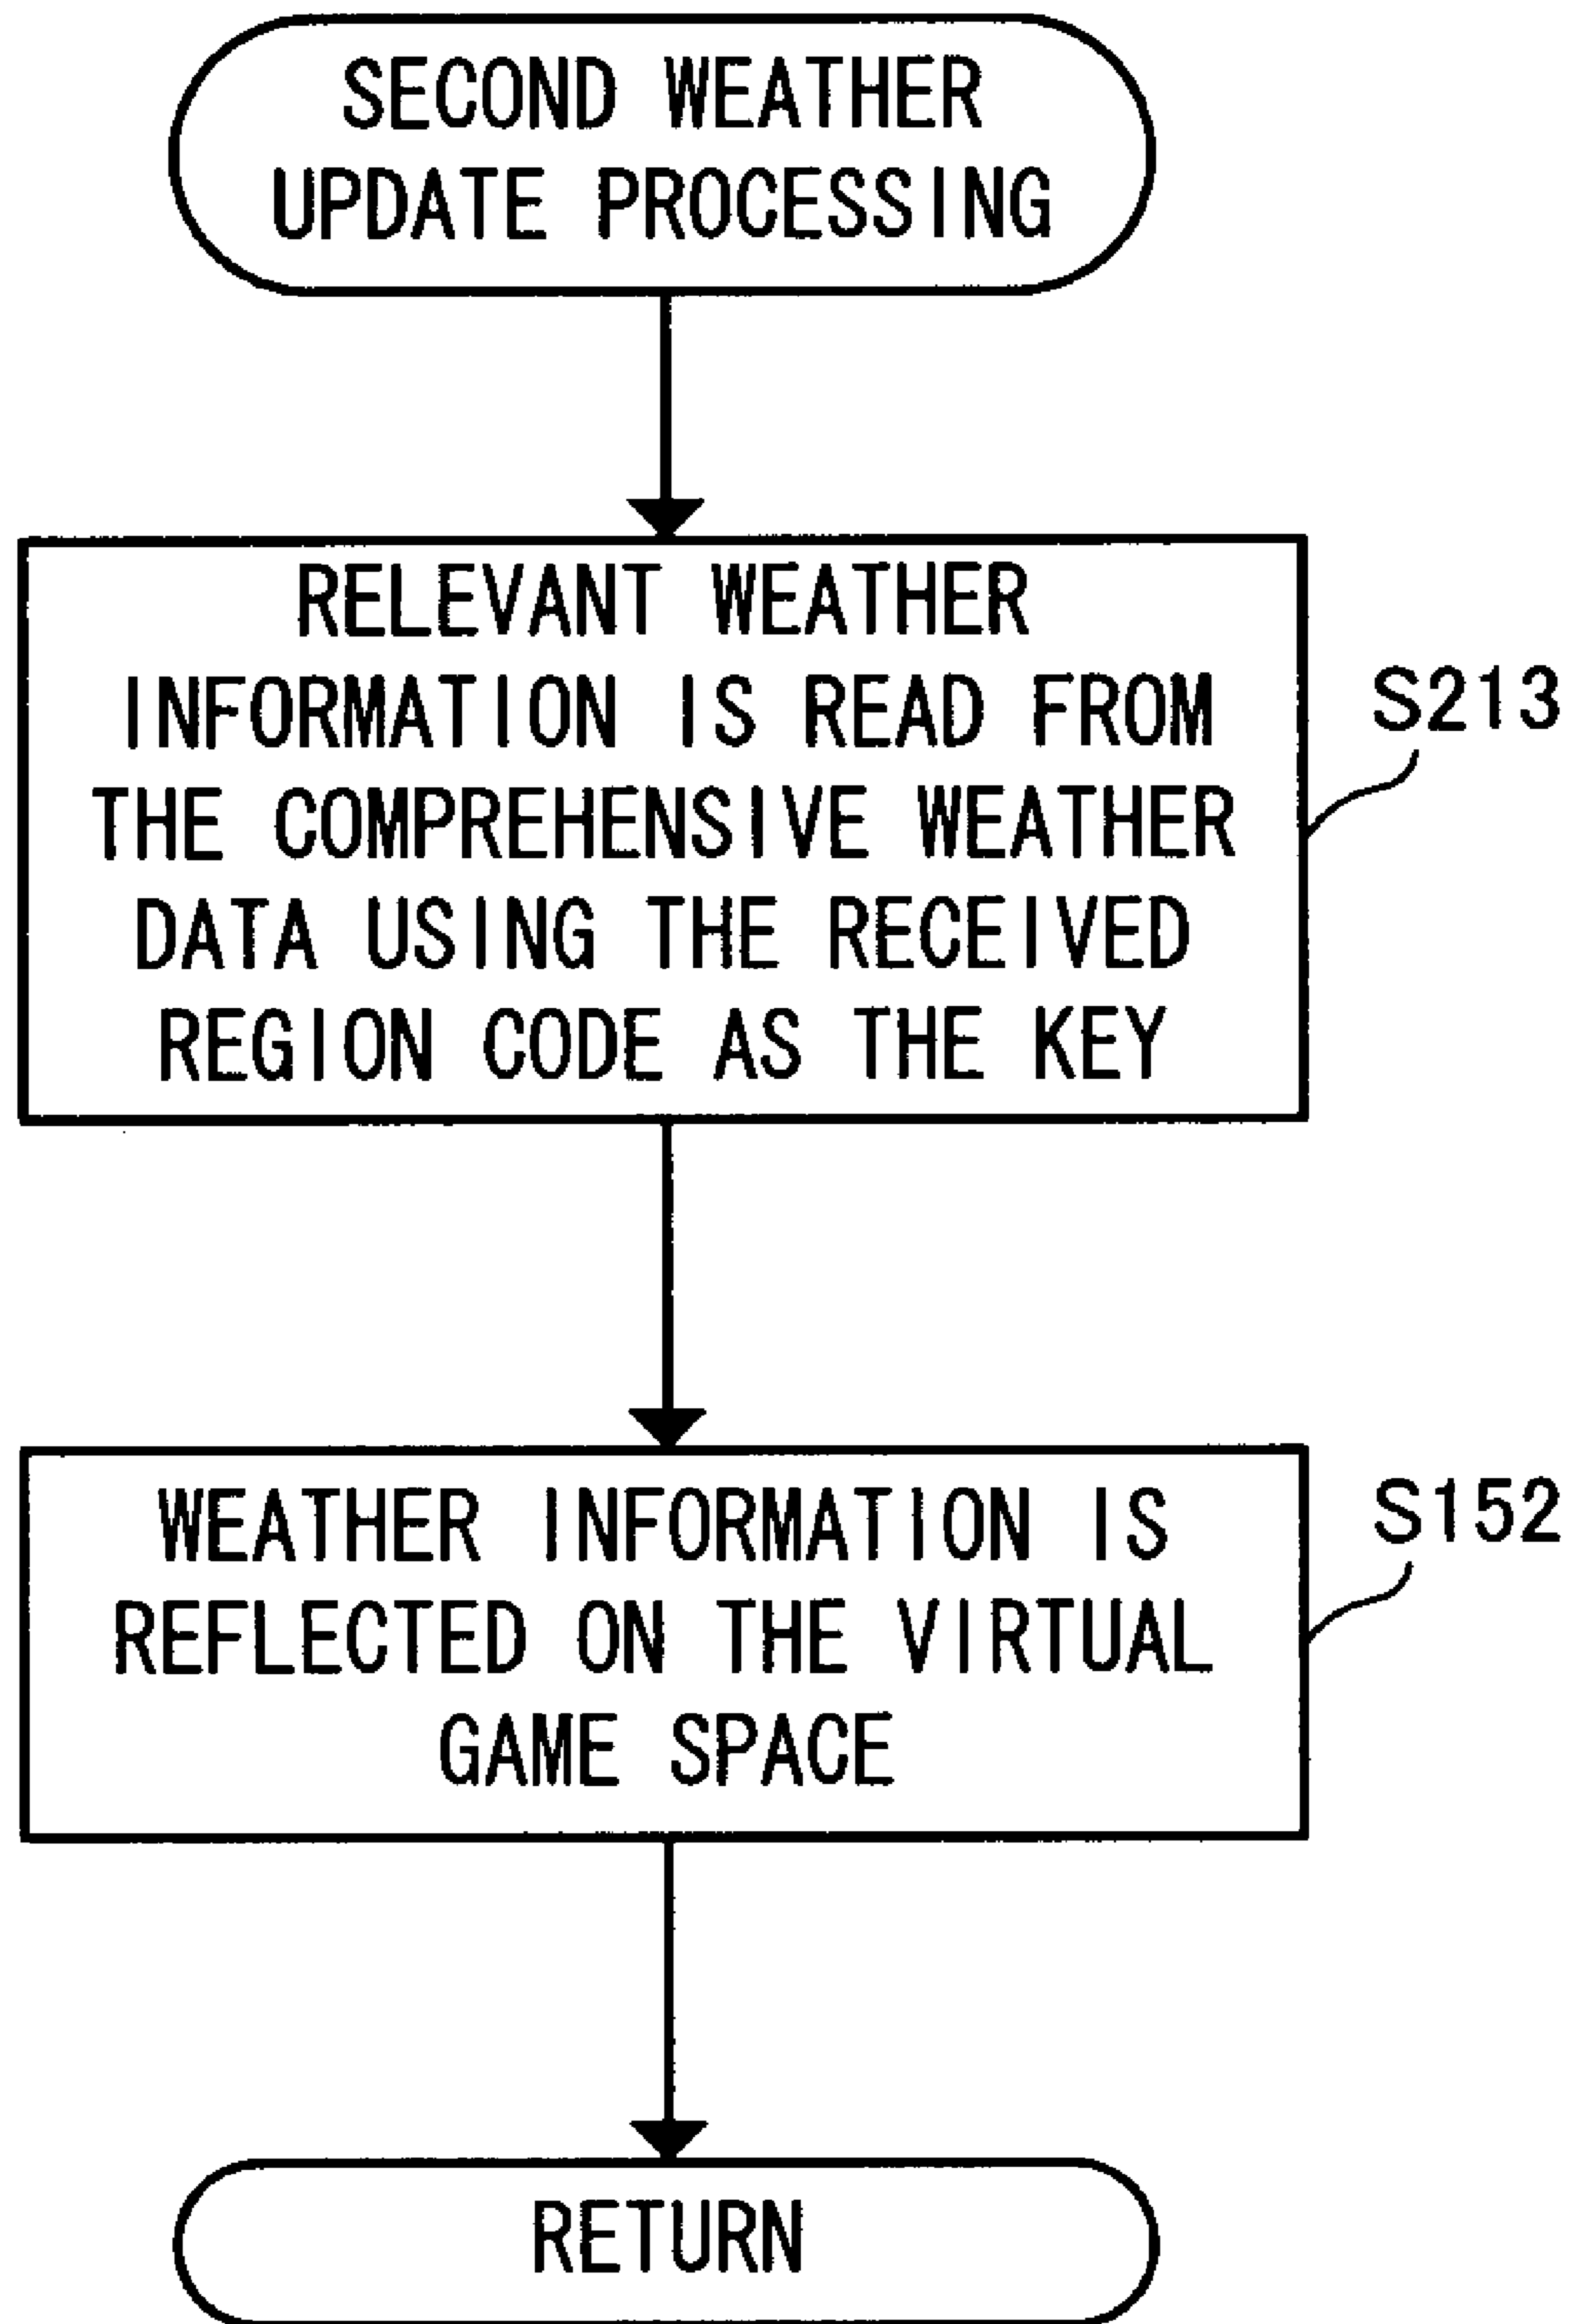 SECOND WEATHER
UPDATE PROCESSING
RELEVANT WEATHER
INFORMATION IS READ FROM
THE COMPREHENSIVE WEATHER
DATA USING THE RECEIVED
REGION CODE AS THE KEY
S213
WEATHER INFORMATION IS
REFLECTED ON THE VIRTUAL
GAME SPACE
S152
RETURN